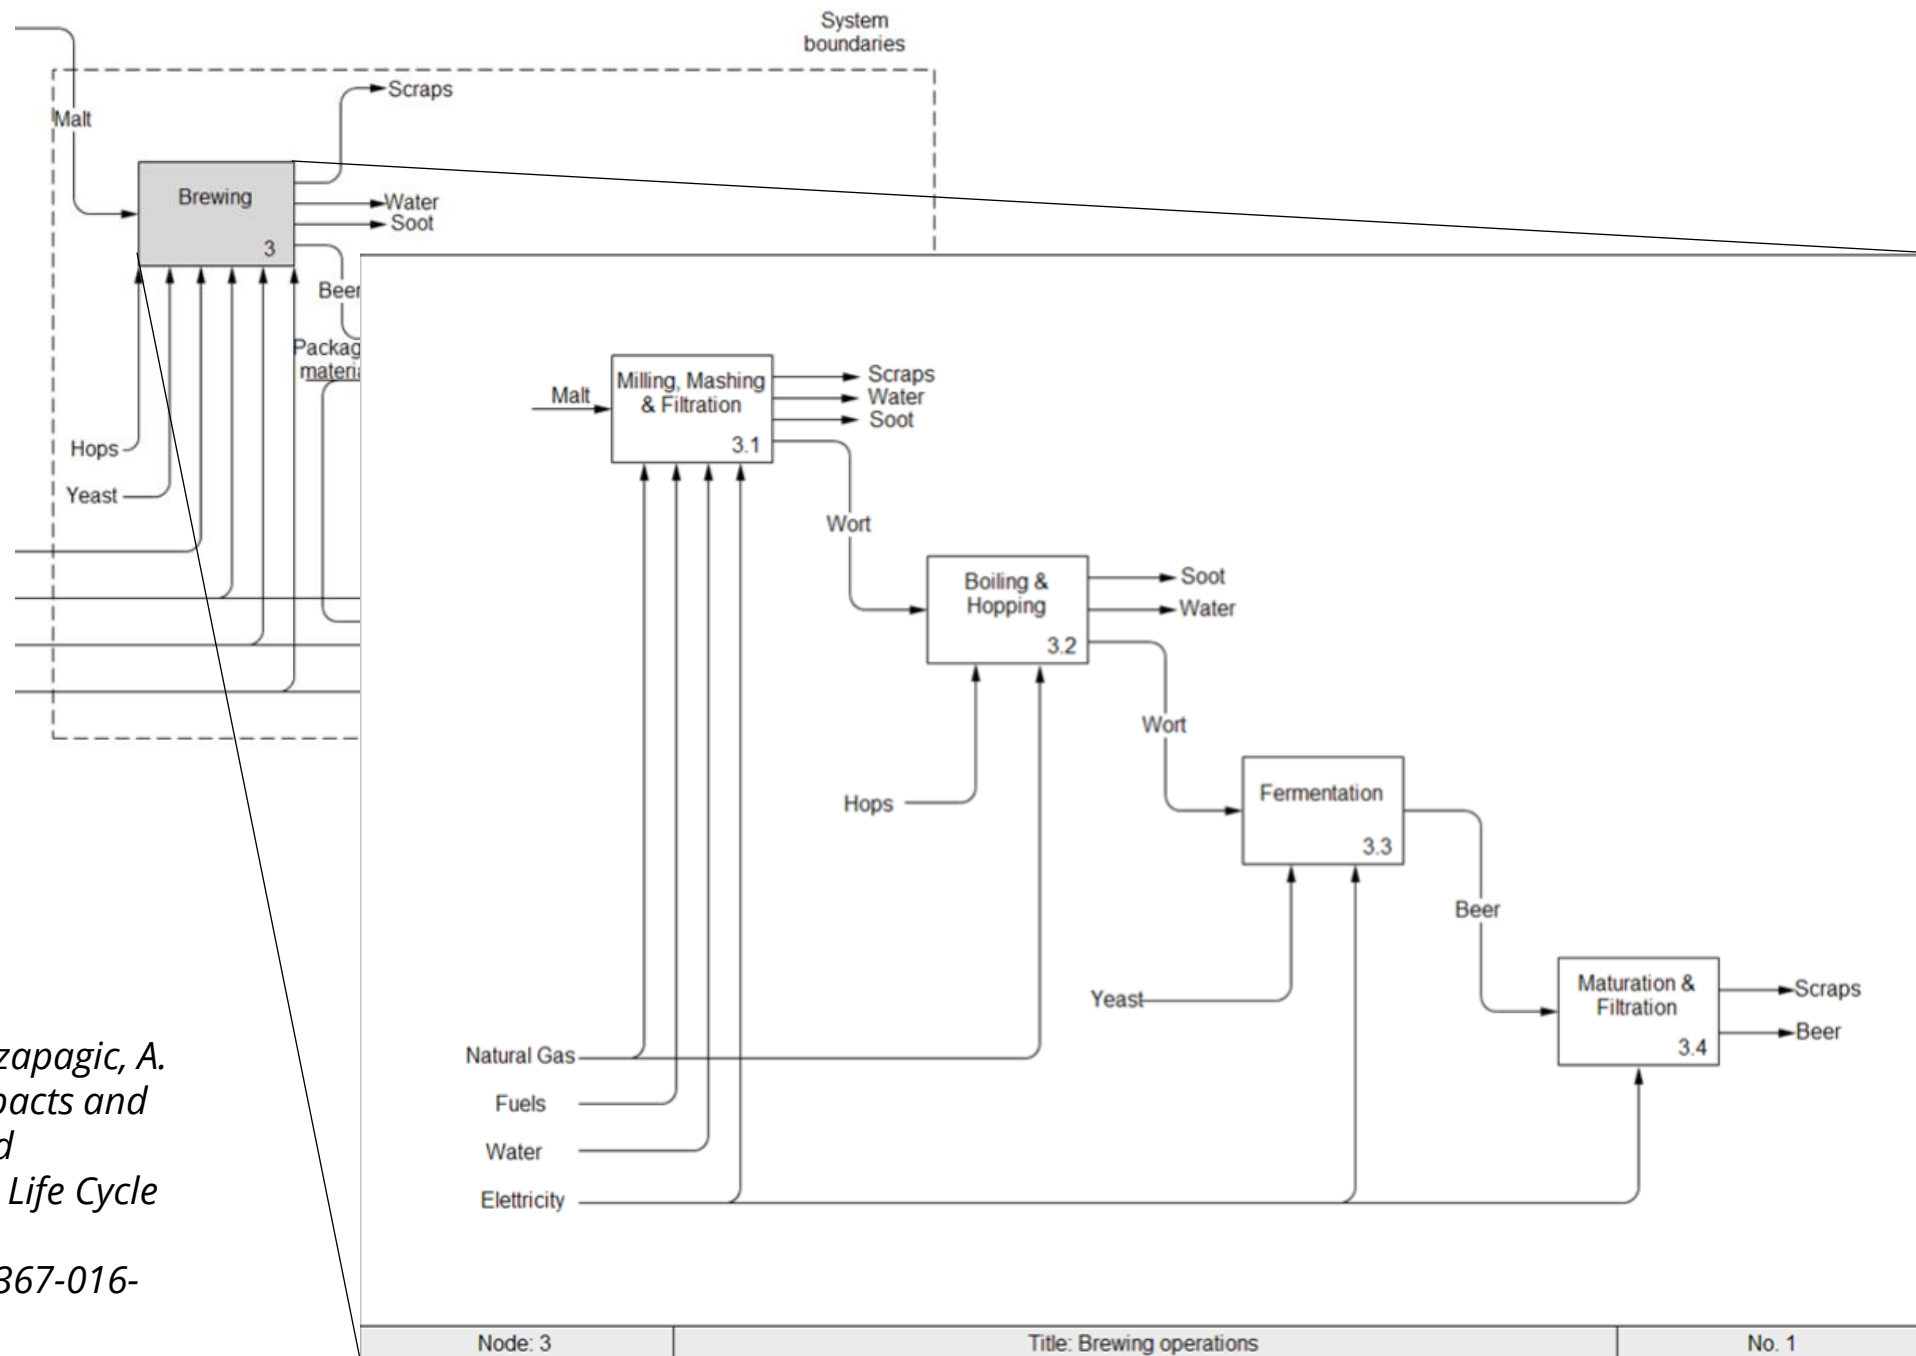 System
boundaries
Scraps
Malt
Brewing
3
Water
Soot
Beer
Hops
Yeast
Malt
Milling, Mashing
& Filtration
3.1
Scraps
Water
Soot
Wort
Boiling &
Hopping
3.2
Soot
Water
Hops
Wort
Fermentation
3.3
Yeast
Beer
Maturation &
Filtration
3.4
Scraps
Beer
Natural Gas
Fuels
Water
Elettricity
zapagic, A.
and
Life Cycle
367-016-
Node: 3
Title: Brewing operations
No. 1